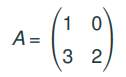 A = (1 0
3 2)